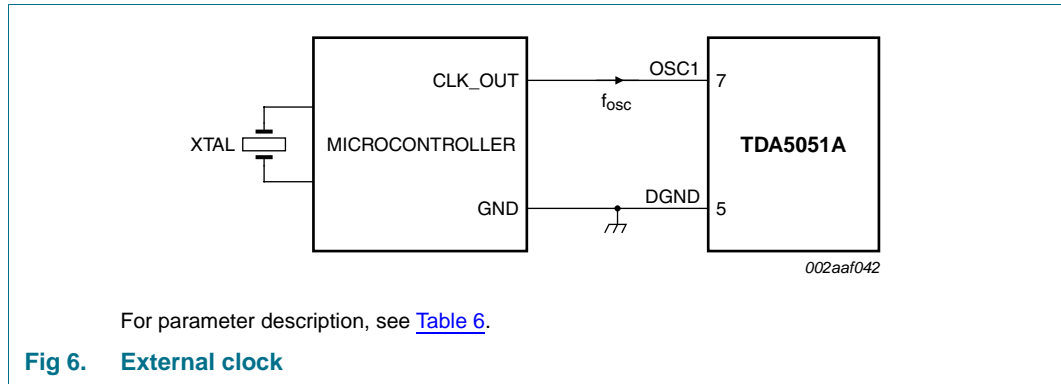 CLK_OUT
OSC1
7
fosc
XTAL
MICROCONTROLLER
TDA5051A
GND
DGND
5
002aaf042
For parameter description, see Table 6.
Fig 6. External clock